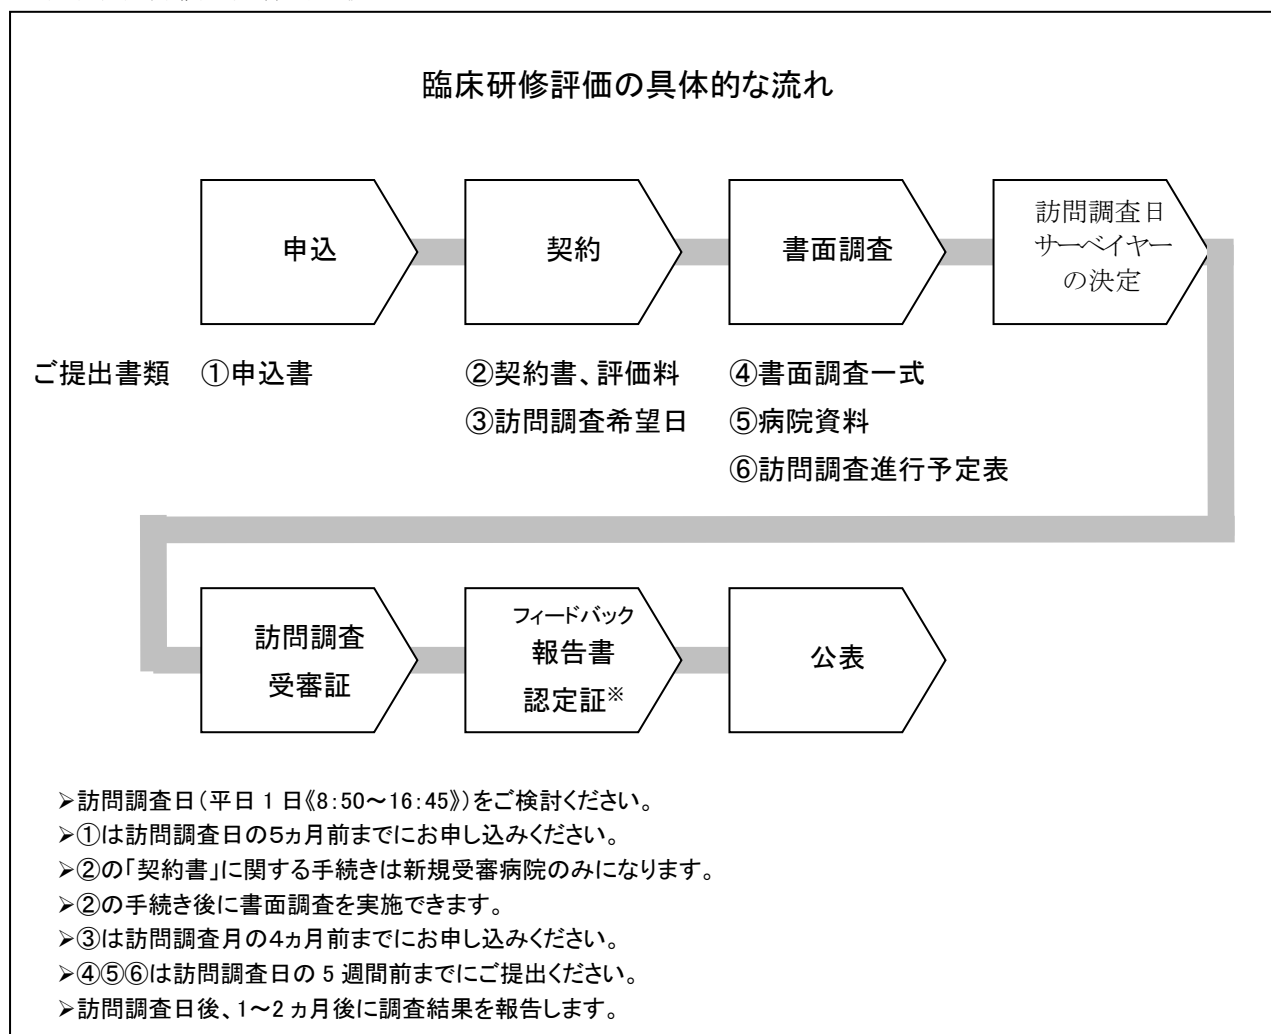 臨床研修評価の具体的な流れ
申込
契約
書面調査
訪問調査日
サーベイヤー
の決定
ご提出書類 ①申込書
②契約書、評価料
③訪問調査希望日
④書面調査一式
⑤病院資料
⑥訪問調査進行予定表
訪問調査
受審証
フィードバック
報告書
認定証※
公表
➢訪問調査日(平日1日《8:50～16:45》)をご検討ください。
➢①は訪問調査日の5ヵ月前までにお申し込みください。
➢②の「契約書」に関する手続きは新規受審病院のみになります。
➢②の手続き後に書面調査を実施できます。
➢③は訪問調査月の4ヵ月前までにお申し込みください。
➢④⑤⑥は訪問調査日の5週間前までにご提出ください。
➢訪問調査日後、1～2ヵ月後に調査結果を報告します。